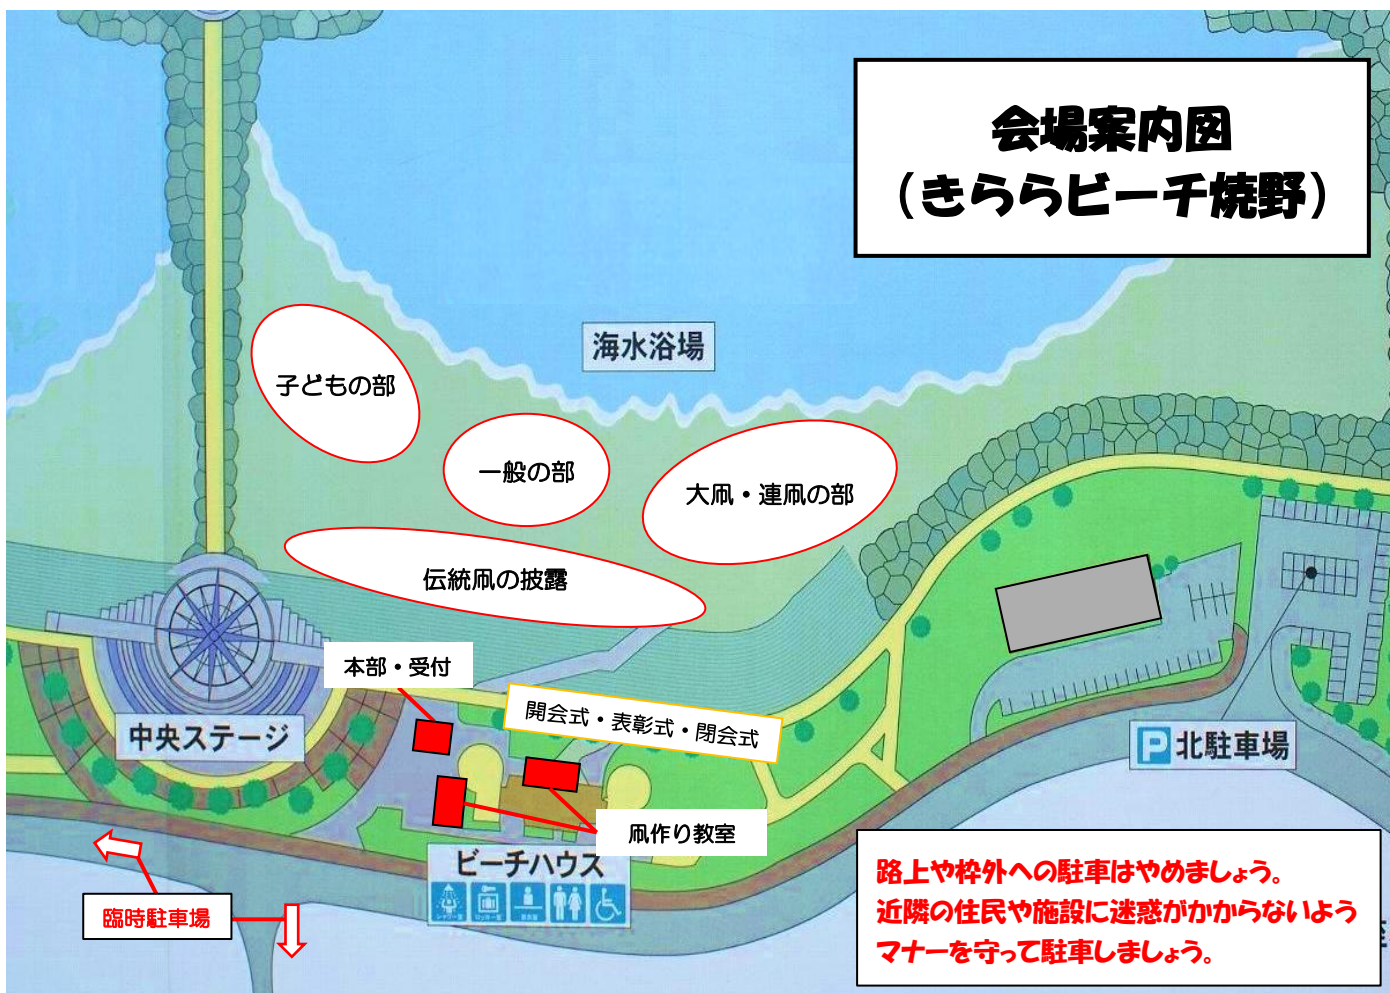 会場案内図
（きららビーチ焼野）
海水浴場
子どもの部
一般の部
大凧・連凧の部
伝統凧の披露
本部・受付
開会式・表彰式・閉会式
中央ステージ
P北駐車場
凧作り教室
ビーチハウス
臨時駐車場
路上や枠外への駐車はやめましょう。
近隣の住民や施設に迷惑がかからないよう
マナーを守って駐車しましょう。